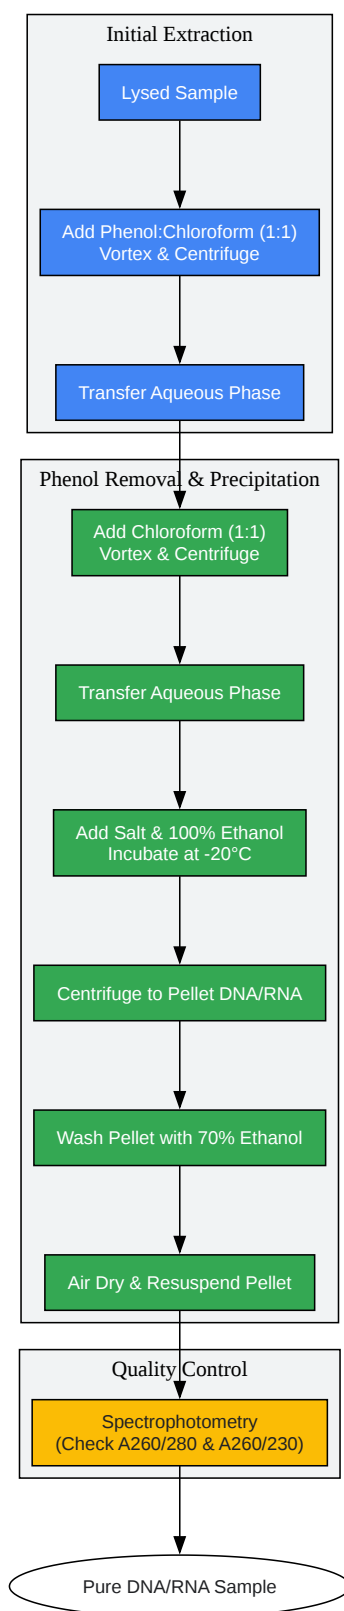 Initial Extraction
Lysed Sample
Add Phenol:Chloroform (1:1)
Vortex & Centrifuge
Transfer Aqueous Phase
Phenol Removal & Precipitation
Add Chloroform (1:1)
Vortex & Centrifuge
Transfer Aqueous Phase
Add Salt & 100% Ethanol
Incubate at -20°C
Centrifuge to Pellet DNA/RNA
Wash Pellet with 70% Ethanol
Air Dry & Resuspend Pellet
Quality Control
Spectrophotometry
(Check A260/280 & A260/230)
Pure DNA/RNA Sample